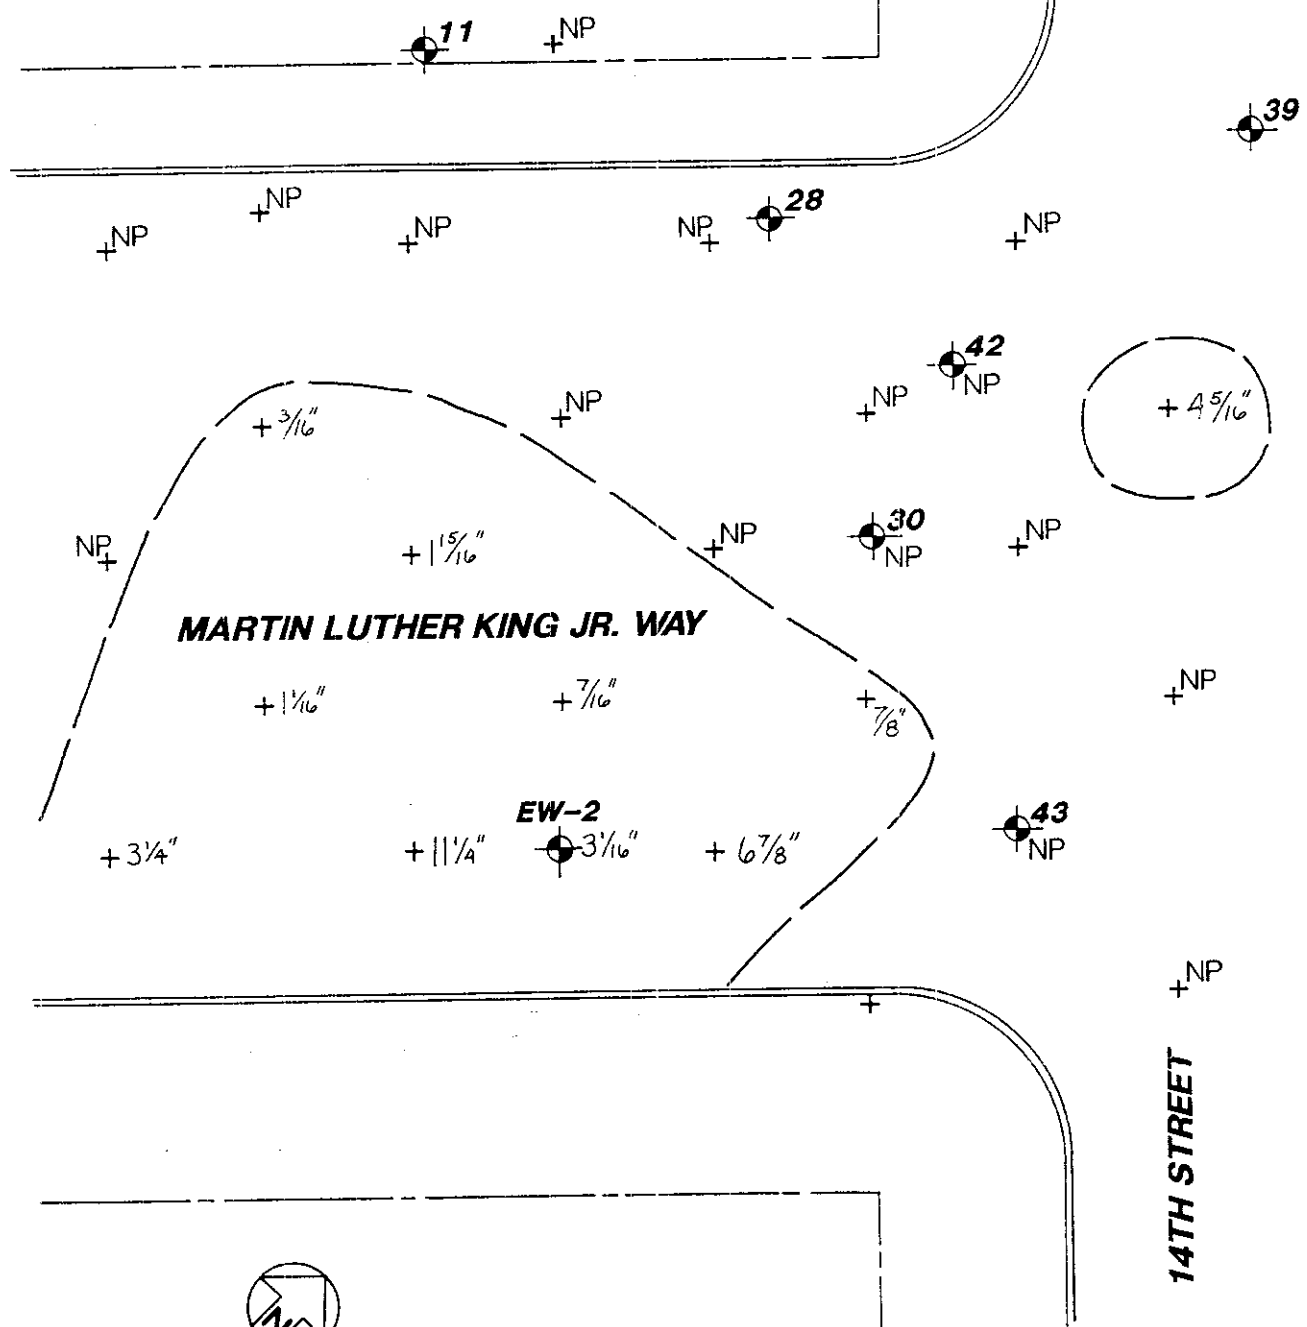 11
NP
39
NP
NP
NP
NP
28
NP
42
NP
NP
NP
3/16"
4 5/16"
NP
1 15/16"
NP
30
NP
NP
MARTIN LUTHER KING JR. WAY
1 1/16"
7/16"
7/8"
NP
EW-2
3 1/4"
11 1/4"
3 1/16"
6 7/8"
43
NP
NP
14TH STREET